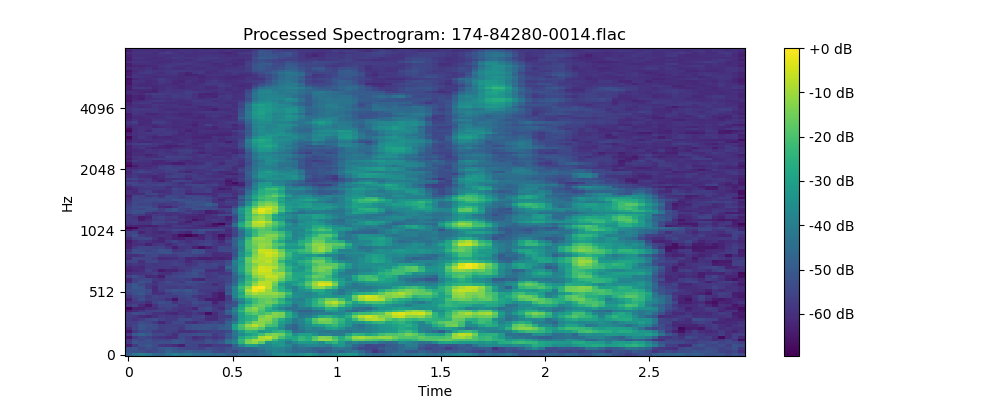 Processed Spectrogram: 174-84280-0014.flac
Hz
4096
2048
1024
512
0
0
0.5
1
1.5
2
2.5
Time
+0 dB
-10 dB
-20 dB
-30 dB
-40 dB
-50 dB
-60 dB